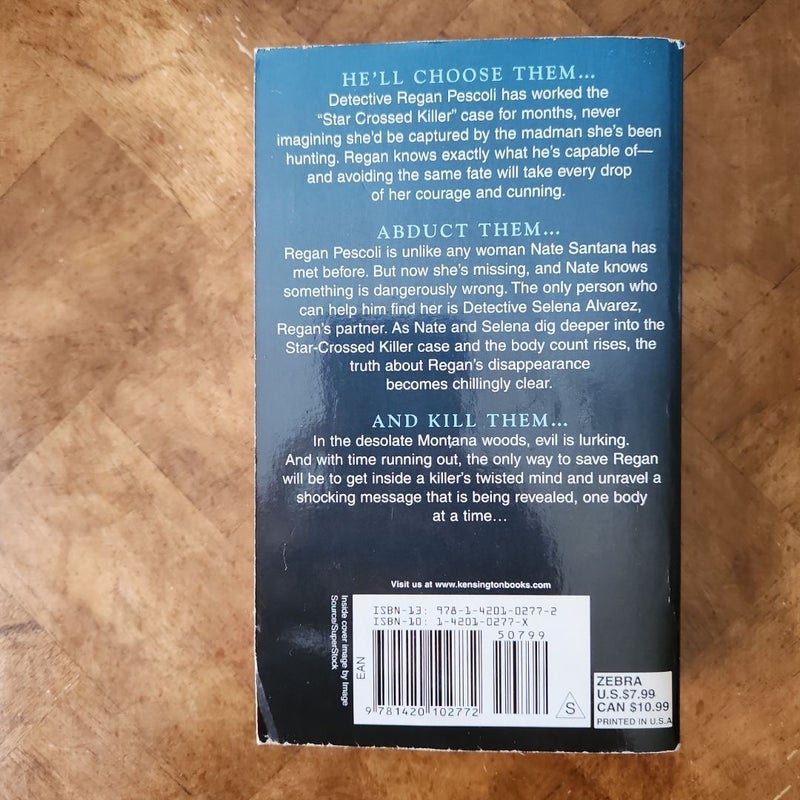 HE'LL CHOOSE THEM...
Detective Regan Pescoli has worked the
"Star Crossed Killer" case for months, never
imagining she'd be captured by the madman she's been
hunting. Regan knows exactly what he's capable of—
and avoiding the same fate will take every drop
of her courage and cunning.
ABDUCT THEM...
Regan Pescoli is unlike any woman Nate Santana has
met before. But now she's missing, and Nate knows
something is dangerously wrong. The only person who
can help him find her is Detective Selena Alvarez,
Regan's partner. As Nate and Selena dig deeper into the
Star-Crossed Killer case and the body count rises, the
truth about Regan's disappearance
becomes chillingly clear.
AND KILL THEM...
In the desolate Montana woods, evil is lurking.
And with time running out, the only way to save Regan
will be to get inside a killer's twisted mind and unravel a
shocking message that is being revealed, one body
at a time...
Visit us at www.kensingtonbooks.com
Inside cover image by Image
Source/SuperStock
ISBN-13: 978-1-4201-0277-2
ISBN-10: 1-4201-0277-X
50799
EAN
9 781420 102772
S
ZEBRA
U.S.$7.99
CAN $10.99
PRINTED IN U.S.A